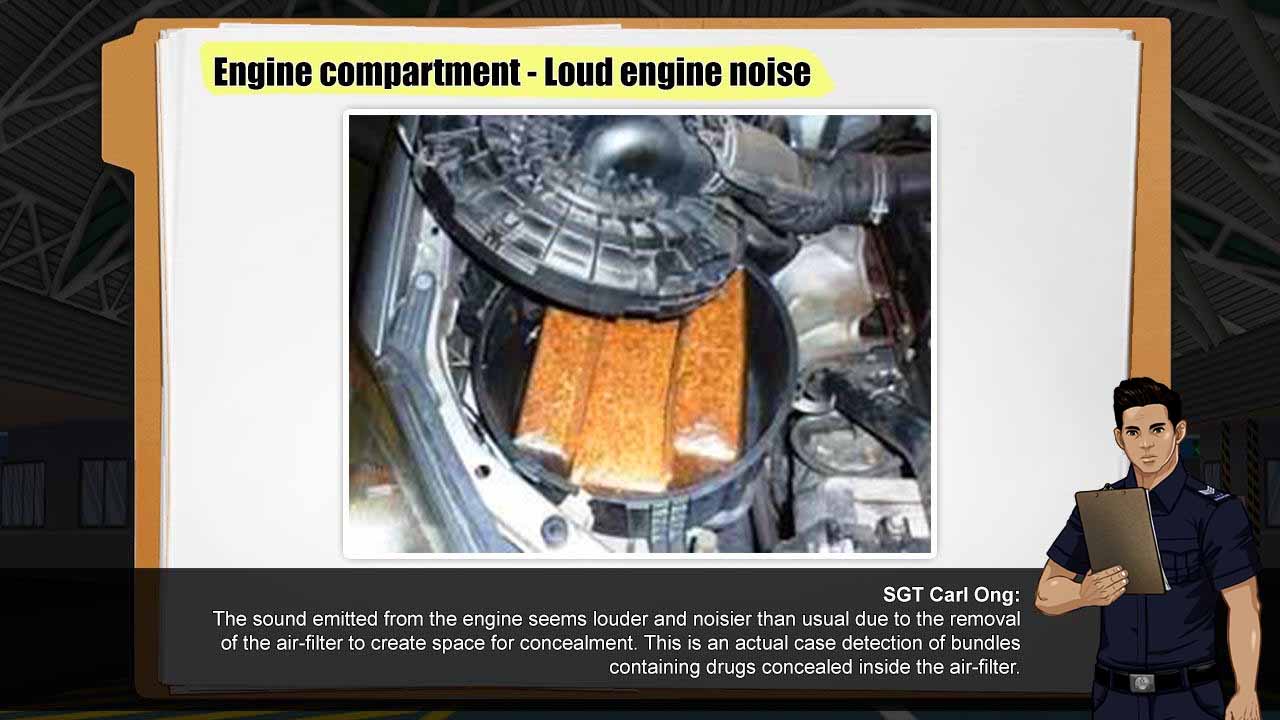 Engine compartment - Loud engine noise
SGT Carl Ong:
The sound emitted from the engine seems louder and noisier than usual due to the removal
of the air-filter to create space for concealment. This is an actual case detection of bundles
containing drugs concealed inside the air-filter.